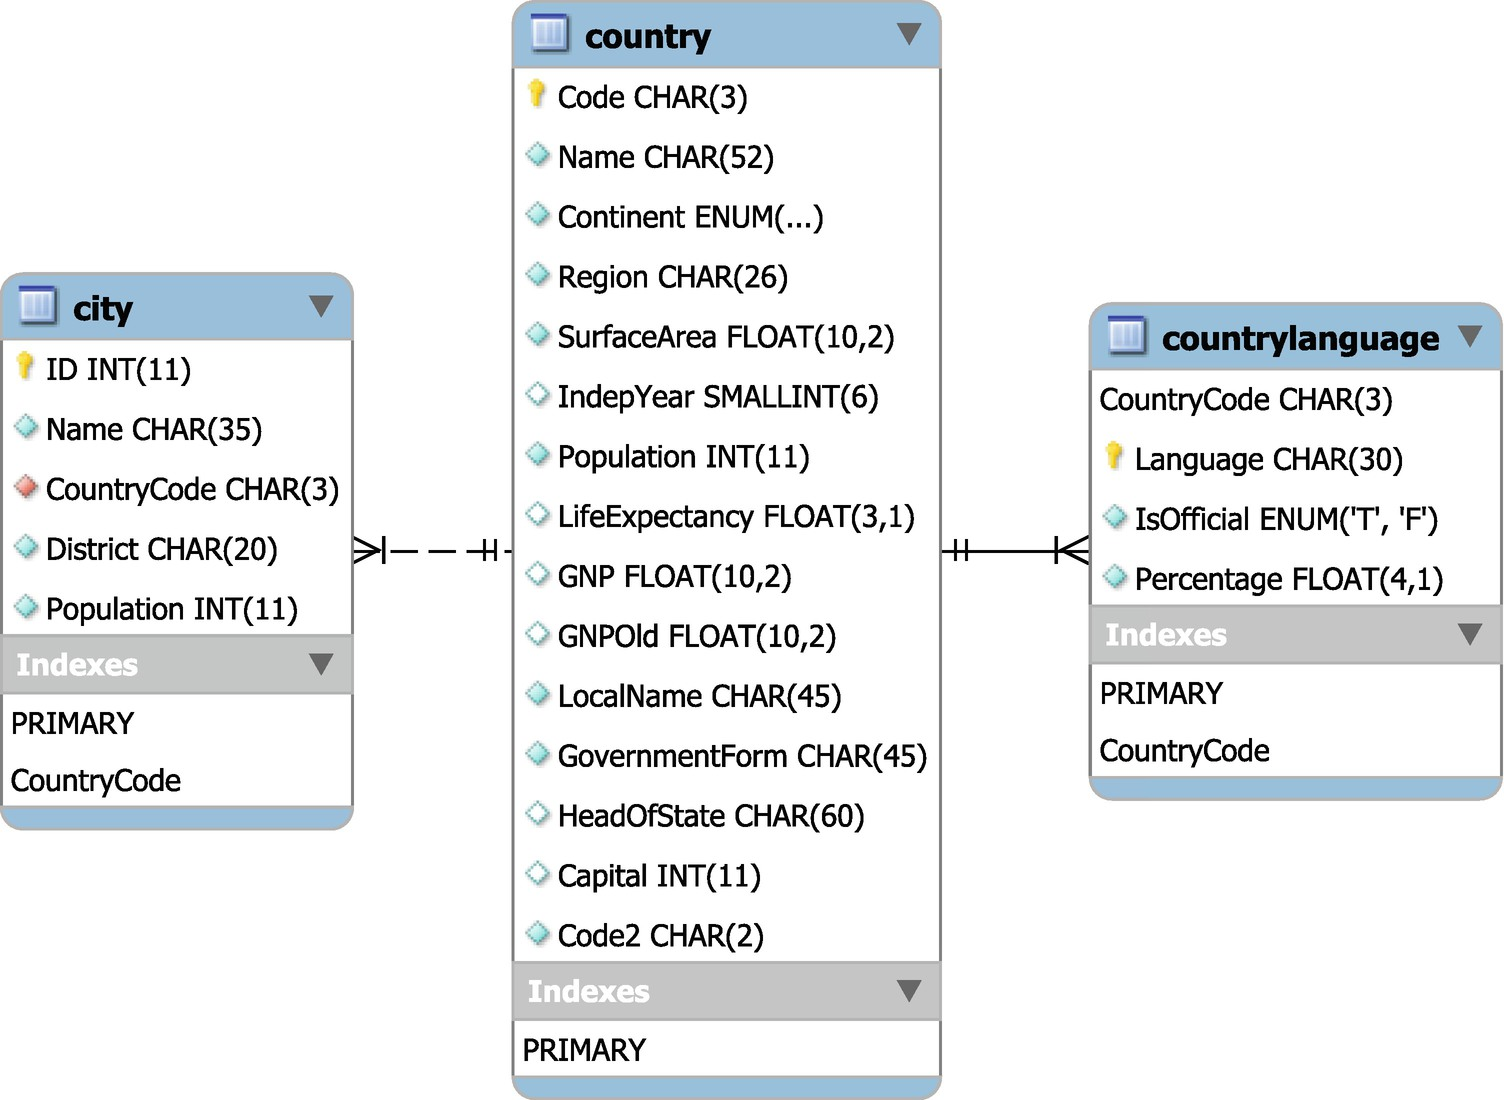 city
ID INT(11)
Name CHAR(35)
CountryCode CHAR(3)
District CHAR(20)
Population INT(11)
Indexes
PRIMARY
CountryCode
country
Code CHAR(3)
Name CHAR(52)
Continent ENUM(...)
Region CHAR(26)
SurfaceArea FLOAT(10,2)
IndepYear SMALLINT(6)
Population INT(11)
LifeExpectancy FLOAT(3,1)
GNP FLOAT(10,2)
GNPOld FLOAT(10,2)
LocalName CHAR(45)
GovernmentForm CHAR(45)
HeadOfState CHAR(60)
Capital INT(11)
Code2 CHAR(2)
Indexes
PRIMARY
countrylanguage
CountryCode CHAR(3)
Language CHAR(30)
IsOfficial ENUM('T', 'F')
Percentage FLOAT(4,1)
Indexes
PRIMARY
CountryCode